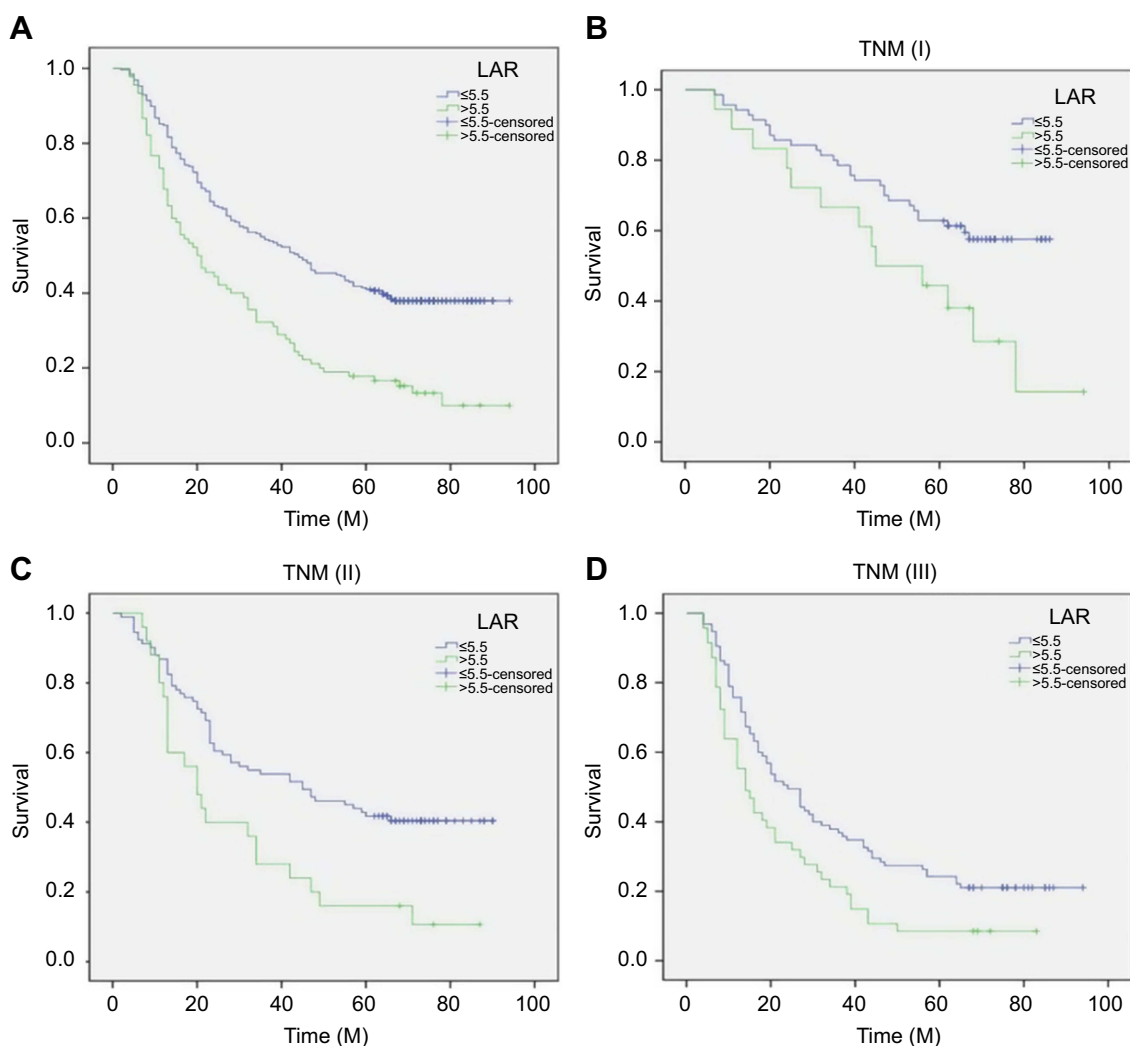 A
LAR
≤5.5
>5.5
≤5.5-censored
>5.5-censored
1.0
0.8
0.6
0.4
0.2
0.0
Survival
0 20 40 60 80 100
Time (M)
B
TNM (I)
LAR
≤5.5
>5.5
≤5.5-censored
>5.5-censored
1.0
0.8
0.6
0.4
0.2
0.0
Survival
0 20 40 60 80 100
Time (M)
C
TNM (II)
LAR
≤5.5
>5.5
≤5.5-censored
>5.5-censored
1.0
0.8
0.6
0.4
0.2
0.0
Survival
0 20 40 60 80 100
Time (M)
D
TNM (III)
LAR
≤5.5
>5.5
≤5.5-censored
>5.5-censored
1.0
0.8
0.6
0.4
0.2
0.0
Survival
0 20 40 60 80 100
Time (M)